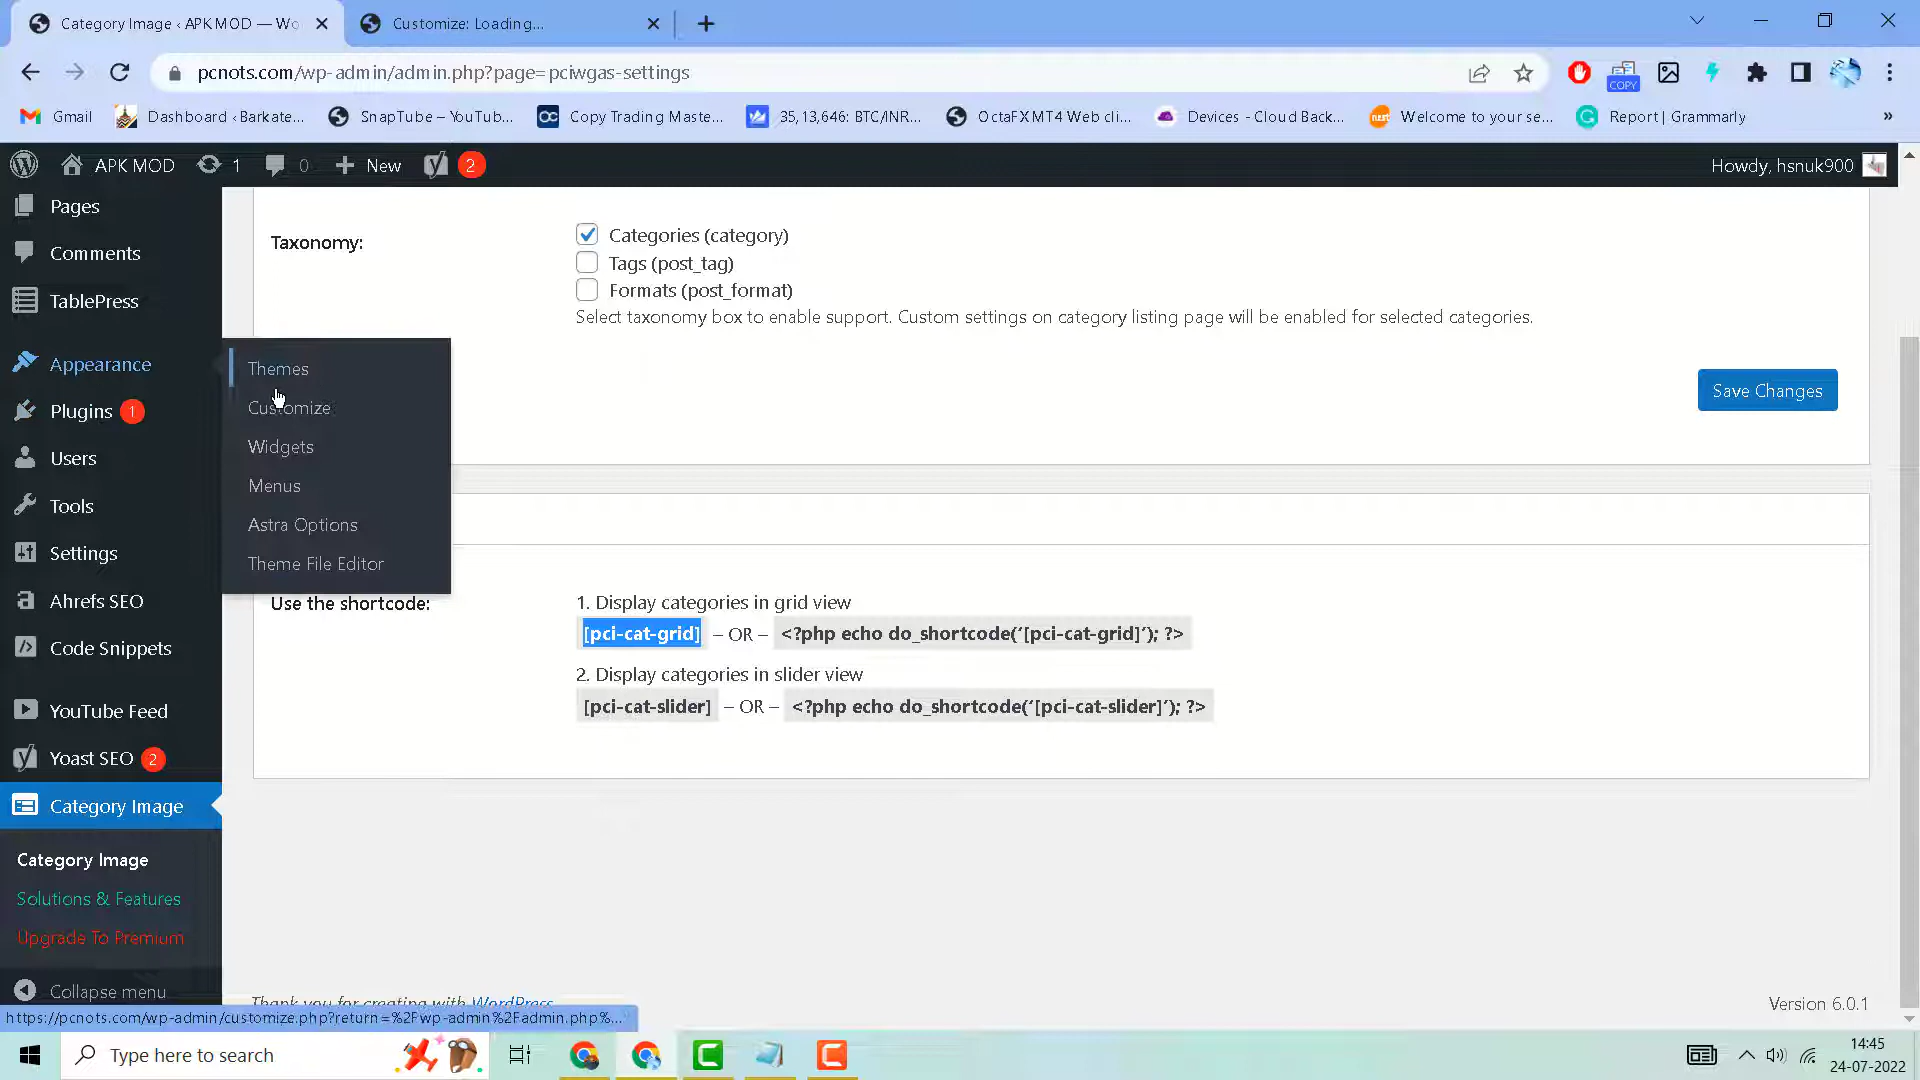 Category Image ‹ APK MOD — Wo
Customize: Loading...
pcnots.com/wp-admin/admin.php?page=pciwgas-settings
COPY
Gmail
Dashboard ‹ Barkate...
SnapTube – YouTub...
Copy Trading Maste...
35,13,646: BTC/INR...
OctaFX MT4 Web cli...
Devices - Cloud Back...
Welcome to your se...
Report | Grammarly
»
APK MOD
1
0
New
2
Howdy, hsnuk900
Pages
Comments
TablePress
Appearance
Plugins 1
Users
Tools
Settings
Ahrefs SEO
Code Snippets
YouTube Feed
Yoast SEO 2
Category Image
Category Image
Solutions & Features
Upgrade To Premium
Collapse menu
Themes
Customize
Widgets
Menus
Astra Options
Theme File Editor
Taxonomy:
Categories (category)
Tags (post_tag)
Formats (post_format)
Select taxonomy box to enable support. Custom settings on category listing page will be enabled for selected categories.
Save Changes
Use the shortcode:
1. Display categories in grid view
[pci-cat-grid] – OR – <?php echo do_shortcode(‘[pci-cat-grid]’); ?>
2. Display categories in slider view
[pci-cat-slider] – OR – <?php echo do_shortcode(‘[pci-cat-slider]’); ?>
Thank you for creating with WordPress.
Version 6.0.1
https://pcnots.com/wp-admin/customize.php?return=%2Fwp-admin%2Fadmin.php%...
Type here to search
14:45
24-07-2022